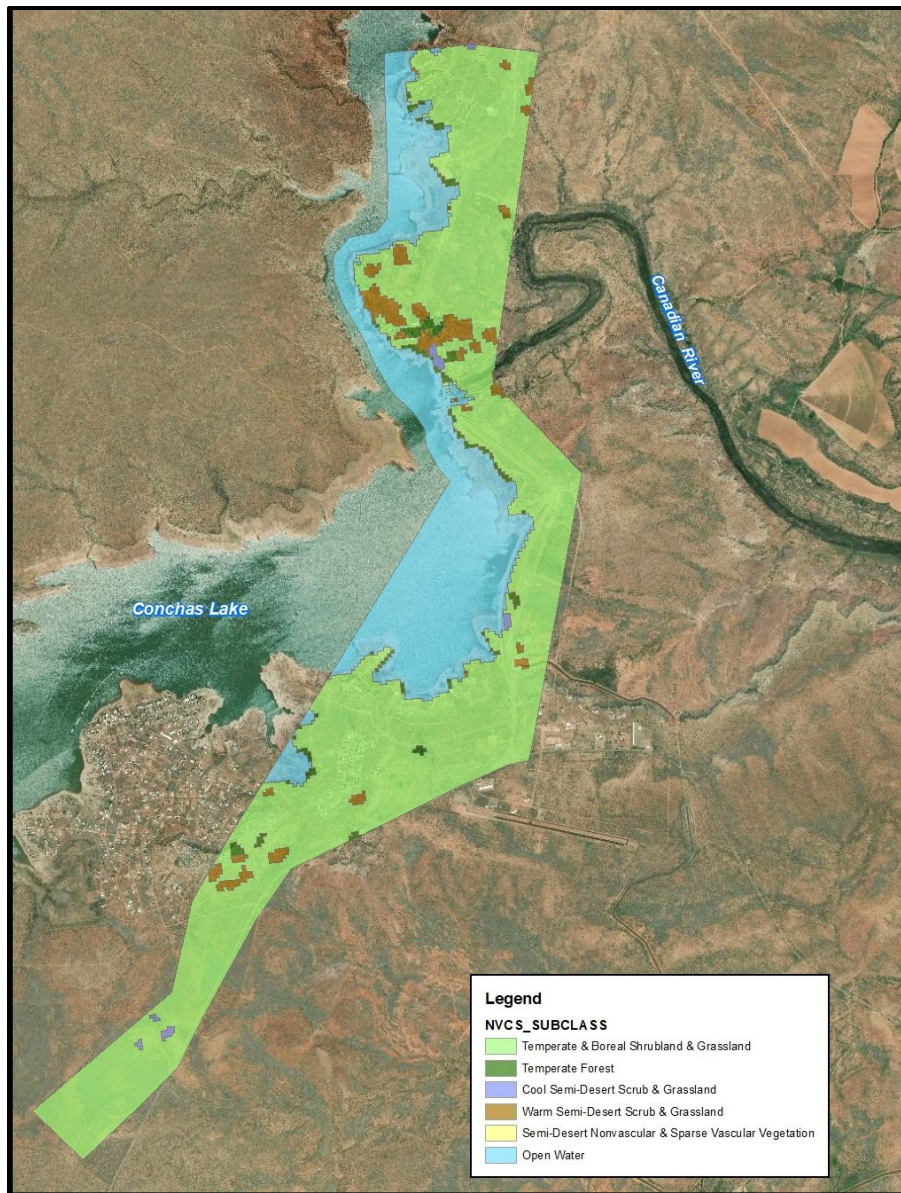 Canadian River
Conchas Lake
Legend
NVCS_SUBCLASS
Temperate & Boreal Shrubland & Grassland
Temperate Forest
Cool Semi-Desert Scrub & Grassland
Warm Semi-Desert Scrub & Grassland
Semi-Desert Nonvascular & Sparse Vascular Vegetation
Open Water